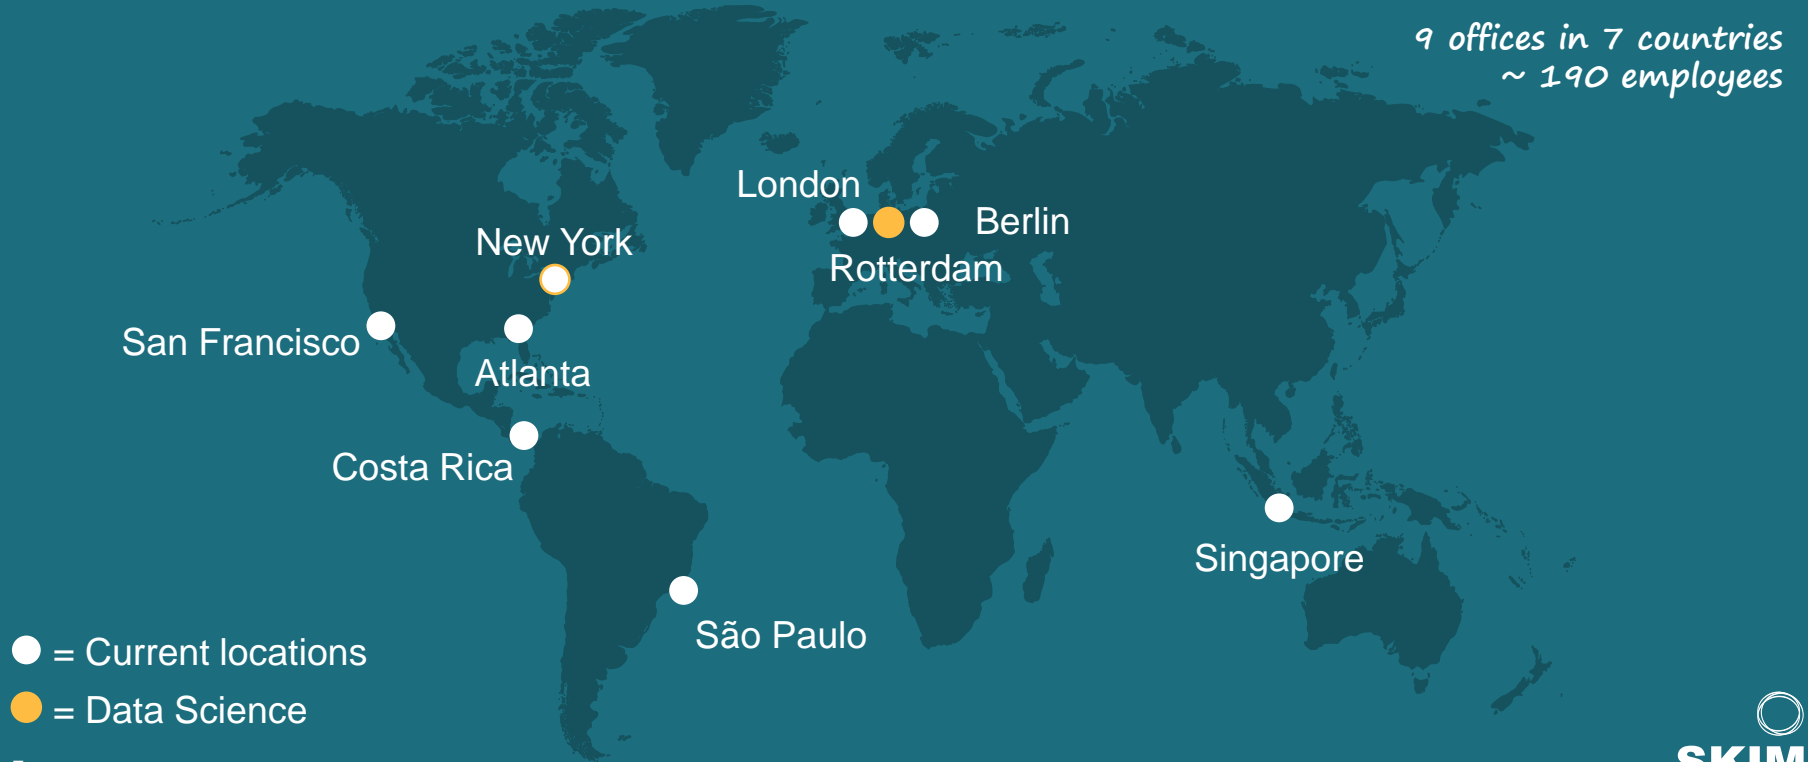 9 offices in 7 countries
~ 190 employees
London
Berlin
New York
Rotterdam
San Francisco
Atlanta
Costa Rica
Singapore
São Paulo
= Current locations
= Data Science
SKIM